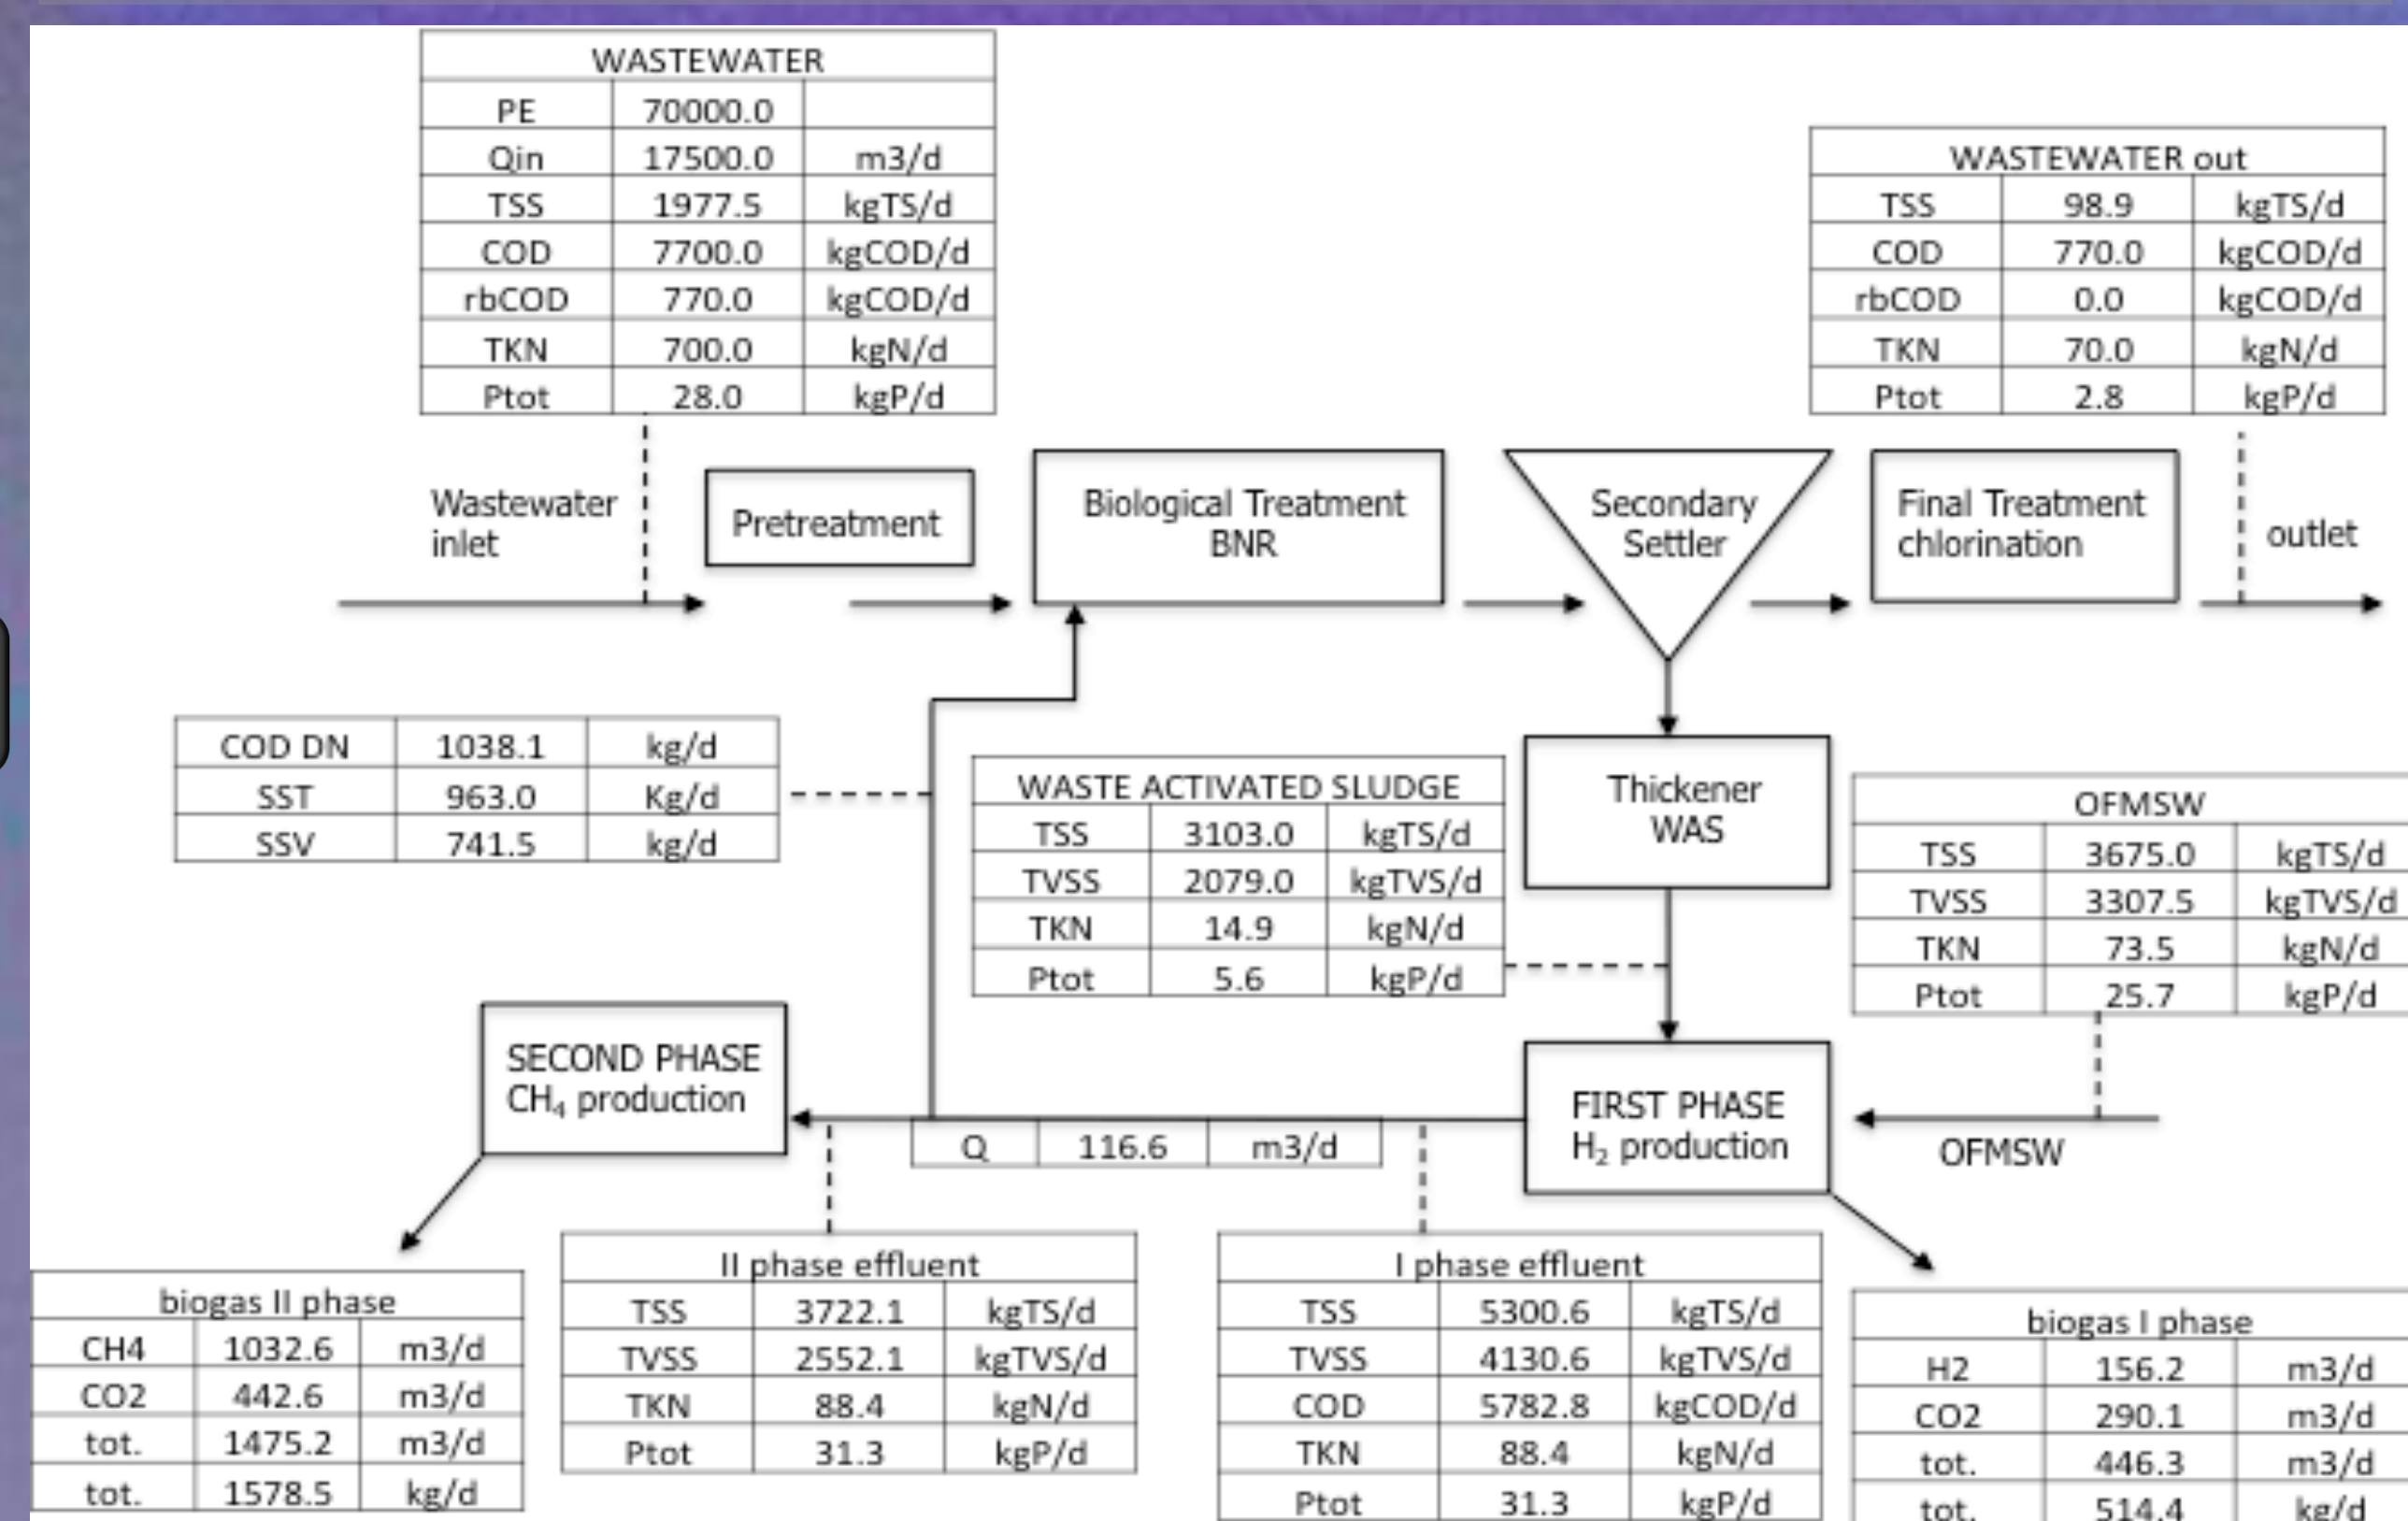 WASTEWATER
PE 70000.0
Qin 17500.0 m3/d
TSS 1977.5 kgTS/d
COD 7700.0 kgCOD/d
rbCOD 770.0 kgCOD/d
TKN 700.0 kgN/d
Ptot 28.0 kgP/d
WASTEWATER out
TSS 98.9 kgTS/d
COD 770.0 kgCOD/d
rbCOD 0.0 kgCOD/d
TKN 70.0 kgN/d
Ptot 2.8 kgP/d
Wastewater
inlet
Pretreatment
Biological Treatment
BNR
Secondary
Settler
Final Treatment
chlorination
outlet
COD DN 1038.1 kg/d
SST 963.0 Kg/d
SSV 741.5 kg/d
WASTE ACTIVATED SLUDGE
TSS 3103.0 kgTS/d
TVSS 2079.0 kgTVS/d
TKN 14.9 kgN/d
Ptot 5.6 kgP/d
Thickener
WAS
OFMSW
TSS 3675.0 kgTS/d
TVSS 3307.5 kgTVS/d
TKN 73.5 kgN/d
Ptot 25.7 kgP/d
SECOND PHASE
CH₄ production
Q 116.6 m3/d
FIRST PHASE
H₂ production
OFMSW
biogas II phase
CH4 1032.6 m3/d
CO2 442.6 m3/d
tot. 1475.2 m3/d
tot. 1578.5 kg/d
II phase effluent
TSS 3722.1 kgTS/d
TVSS 2552.1 kgTVS/d
TKN 88.4 kgN/d
Ptot 31.3 kgP/d
I phase effluent
TSS 5300.6 kgTS/d
TVSS 4130.6 kgTVS/d
COD 5782.8 kgCOD/d
TKN 88.4 kgN/d
Ptot 31.3 kgP/d
biogas I phase
H2 156.2 m3/d
CO2 290.1 m3/d
tot. 446.3 m3/d
tot. 514.4 kg/d